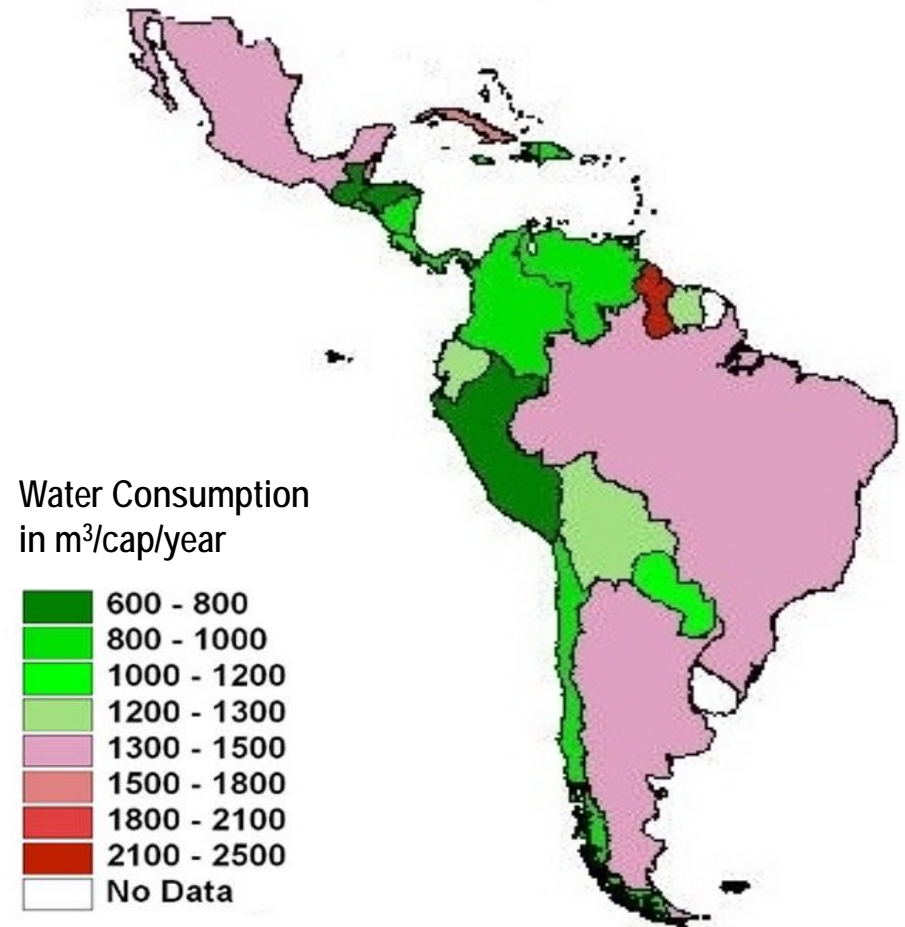 Water Consumption
in m³/cap/year
600 - 800
800 - 1000
1000 - 1200
1200 - 1300
1300 - 1500
1500 - 1800
1800 - 2100
2100 - 2500
No Data